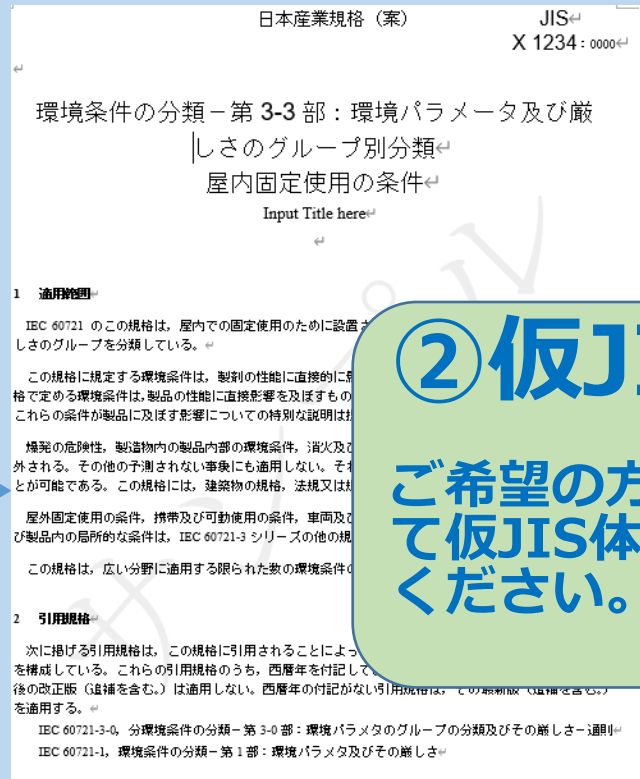 日本産業規格（案）
JIS↵
X 1234：0000↵
↵
環境条件の分類－第 3-3 部：環境パラメータ及び厳
しさのグループ別分類↵
屋内固定使用の条件↵
Input Title here↵
↵
1 適用範囲↵
IEC 60721 のこの規格は，屋内での固定使用のために設置
しさのグループを分類している。↵
この規格に規定する環境条件は，製剤の性能に直接的に
格で定める環境条件は，製品の性能に直接影響を及ぼすもの
これらの条件が製品に及ぼす影響についての特別な説明は
爆発の危険性，製造物内の製品内部の環境条件，消火及び
外される。その他の予測されない事象にも適用しない。それ
とが可能である。この規格には，建築物の規格，法規又は
屋外固定使用の条件，携帯及び可動使用の条件，車両及び
び製品内の局所的な条件は，IEC 60721-3 シリーズの他の規
この規格は，広い分野に適用する限られた数の環境条件の
2 引用規格↵
次に掲げる引用規格は，この規格に引用されることによっ
を構成している。これらの引用規格のうち，西暦年を付記して
後の改正版（追補を含む。）は適用しない。西暦年の付記がない引用規格は，その最新版（追補を含む。）
を適用する。↵
IEC 60721-3-0，分環境条件の分類－第 3-0 部：環境パラメタのグループの分類及びその厳しさ－通則↵
IEC 60721-1，環境条件の分類－第 1 部：環境パラメタ及びその厳しさ↵
サンプル
②仮JI
ご希望の方
て仮JIS体
ください。